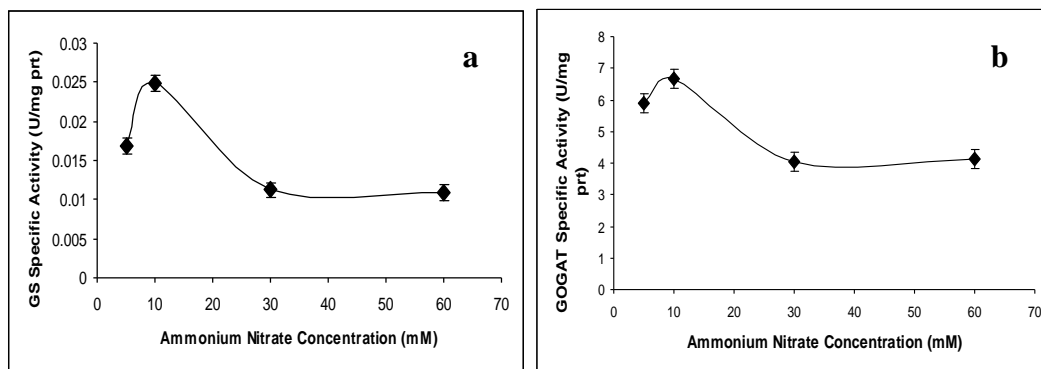 a
GS Specific Activity (U/mg prt)
0.03
0.025
0.02
0.015
0.01
0.005
0
0 10 20 30 40 50 60 70
Ammonium Nitrate Concentration (mM)
b
GOGAT Specific Activity (U/mg
prt)
8
7
6
5
4
3
2
1
0
0 10 20 30 40 50 60 70
Ammonium Nitrate Concentration (mM)